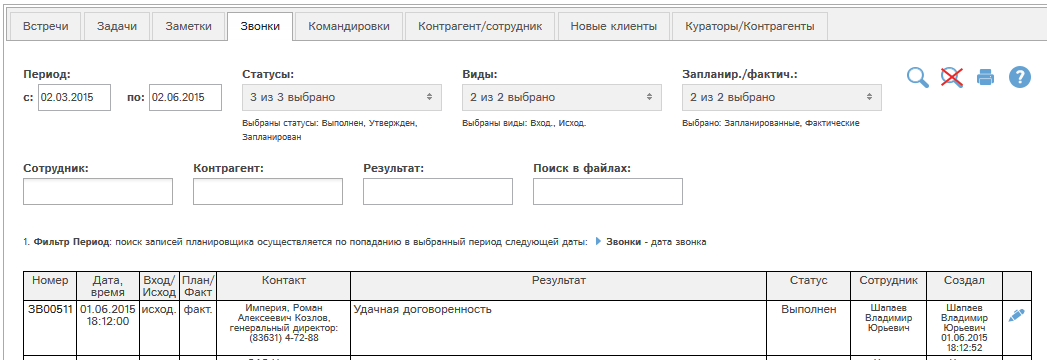 Встречи Задачи Заметки Звонки Командировки Контрагент/сотрудник Новые клиенты Кураторы/Контрагенты
Период: Статусы: Виды: Запланир./фактич.:
с: 02.03.2015 по: 02.06.2015 3 из 3 выбрано 2 из 2 выбрано 2 из 2 выбрано ?
Выбраны статусы: Выполнен, Утвержден, Выбраны виды: Вход., Исход. Выбрано: Запланированные, Фактические
Запланирован
Сотрудник: Контрагент: Результат: Поиск в файлах:
1. Фильтр Период: поиск записей планировщика осуществляется по попаданию в выбранный период следующей даты: Звонки - дата звонка
Номер Дата, Вход/ План/ Контакт Результат Статус Сотрудник Создал
время Исход Факт
ЗВ00511 01.06.2015 исход. факт. Империя, Роман Удачная договоренность Выполнен Шапаев Шапаев
18:12:00 Алексеевич Козлов, Владимир Владимир
генеральный директор: Юрьевич Юрьевич
(83631) 4-72-88 01.06.2015
18:12:52